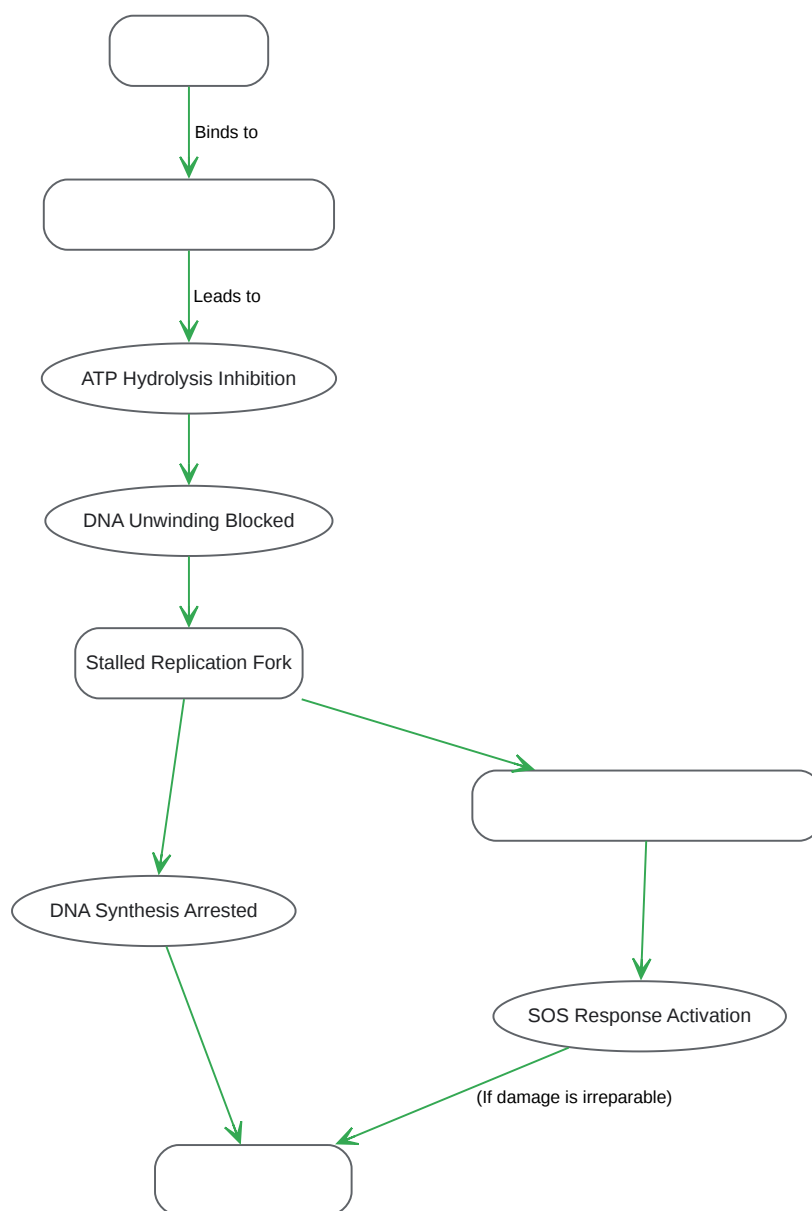 Binds to
Leads to
ATP Hydrolysis Inhibition
DNA Unwinding Blocked
Stalled Replication Fork
DNA Synthesis Arrested
SOS Response Activation
(If damage is irreparable)